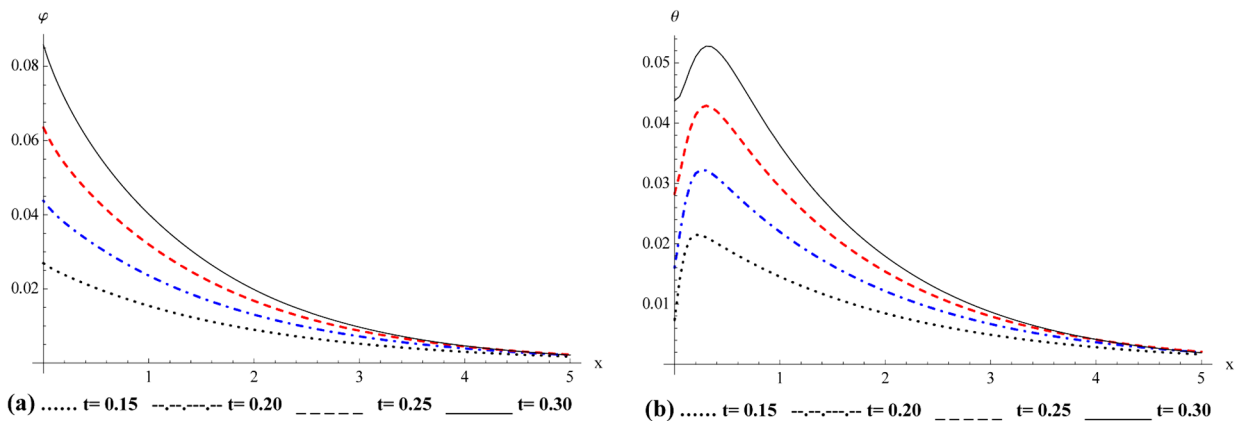 φ
0.08
0.06
0.04
0.02
1 2 3 4 5 x
(a) ...... t= 0.15 --.--.---.-- t= 0.20 _ _ _ _ _ t= 0.25 ______ t= 0.30
θ
0.05
0.04
0.03
0.02
0.01
1 2 3 4 5 x
(b) ...... t= 0.15 --.--.---.-- t= 0.20 _ _ _ _ _ t= 0.25 ______ t= 0.30